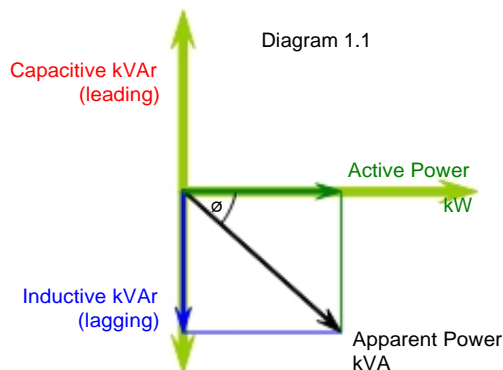 Diagram 1.1
Capacitive kVAr
(leading)
Active Power
kW
ø
Inductive kVAr
(lagging)
Apparent Power
kVA